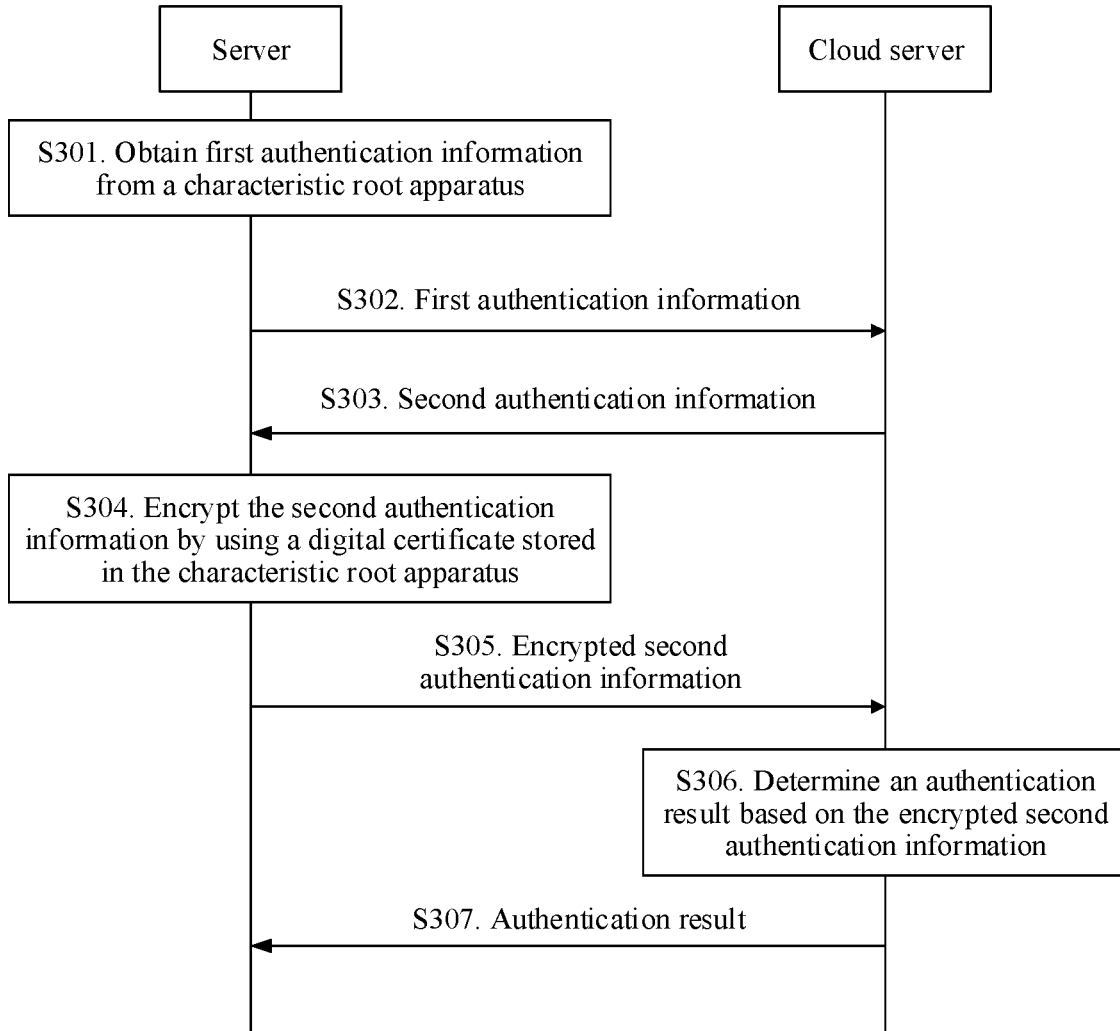 Server
Cloud server
S301. Obtain first authentication information
from a characteristic root apparatus
S302. First authentication information
S303. Second authentication information
S304. Encrypt the second authentication
information by using a digital certificate stored
in the characteristic root apparatus
S305. Encrypted second
authentication information
S306. Determine an authentication
result based on the encrypted second
authentication information
S307. Authentication result